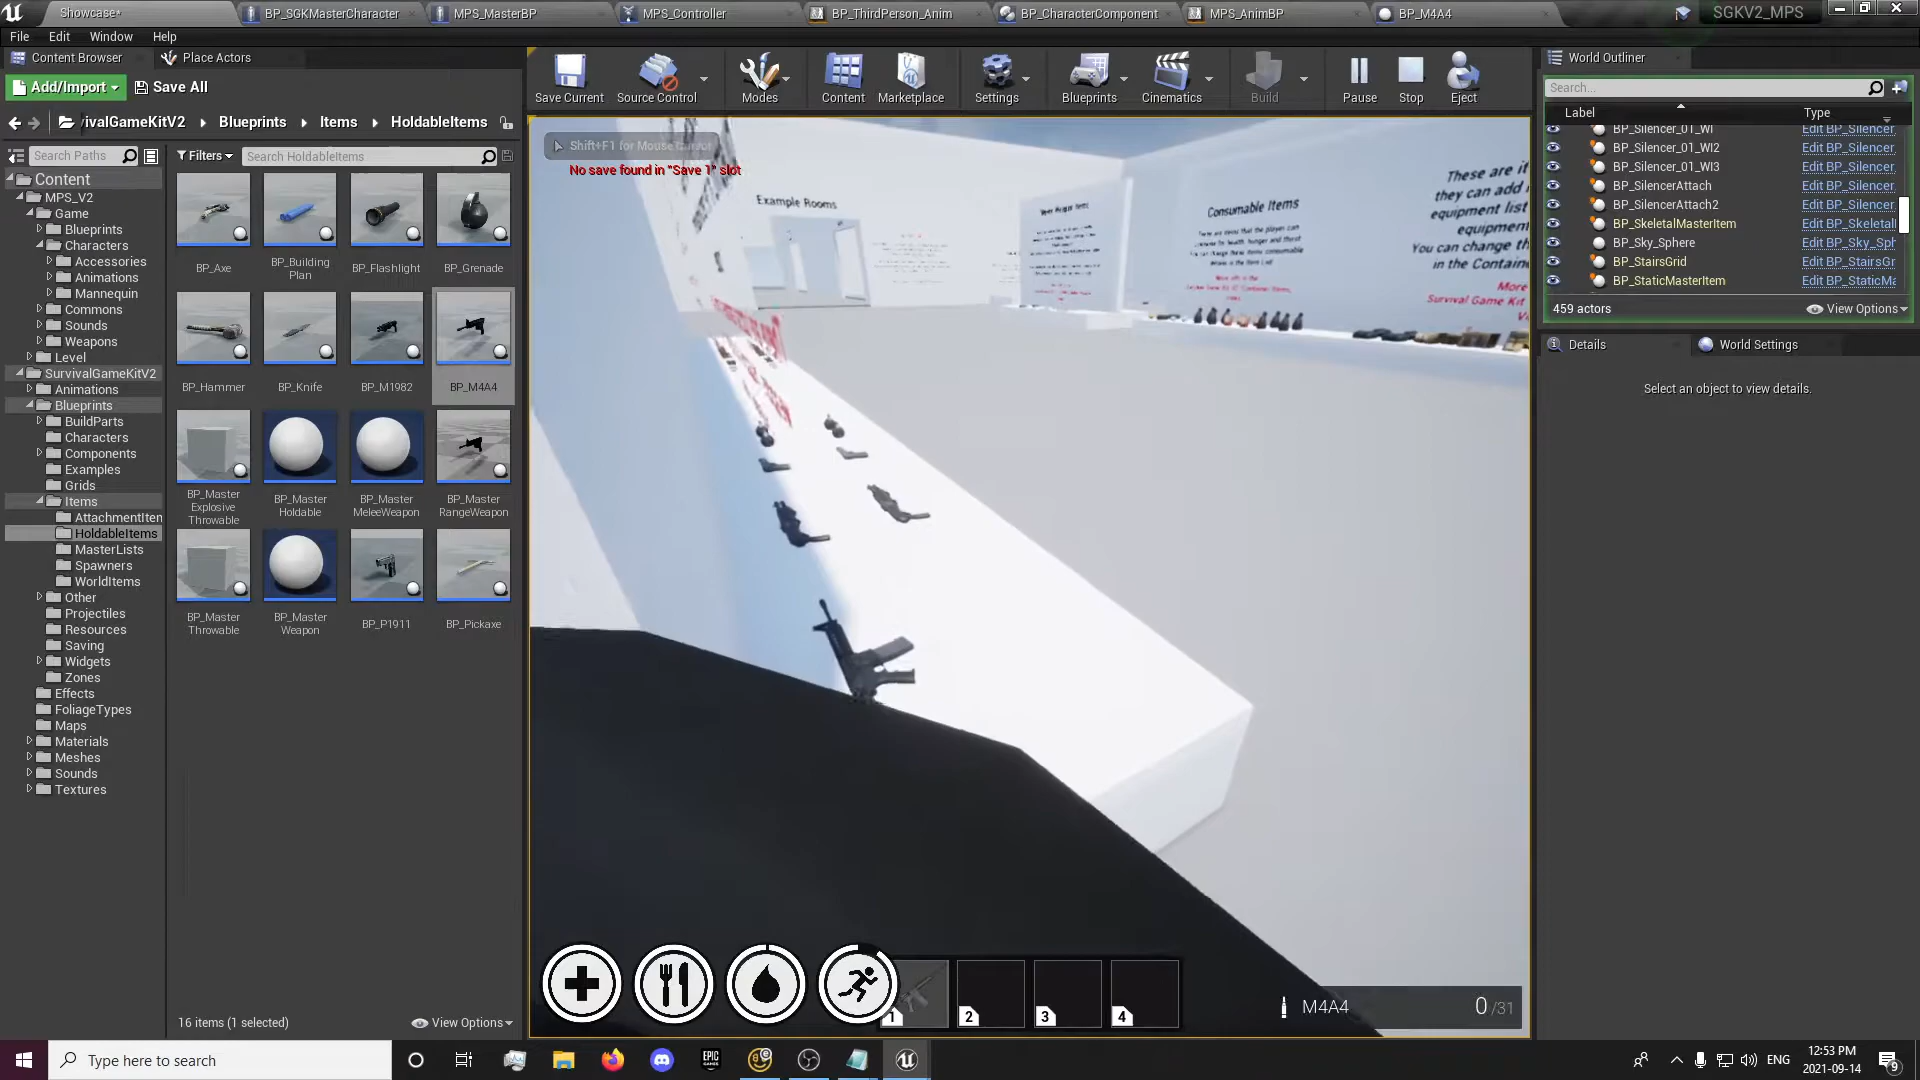 Showcase*
BP_SGKMasterCharacter
MPS_MasterBP
MPS_Controller
BP_ThirdPerson_Anim
BP_CharacterComponent
MPS_AnimBP
BP_M4A4
SGKV2_MPS
File Edit Window Help
Content Browser
Place Actors
Add/Import
Save All
ivalGameKitV2 Blueprints Items HoldableItems
Search Paths
Filters
Search HoldableItems
Content
MPS_V2
Game
Blueprints
Characters
Accessories
Animations
Mannequin
Commons
Sounds
Weapons
Level
SurvivalGameKitV2
Animations
Blueprints
BuildParts
Characters
Components
Examples
Grids
Items
AttachmentIten
HoldableItems
MasterLists
Spawners
WorldItems
Other
Projectiles
Resources
Saving
Widgets
Zones
Effects
FoliageTypes
Maps
Materials
Meshes
Sounds
Textures
BP_Axe
BP_Building Plan
BP_Flashlight
BP_Grenade
BP_Hammer
BP_Knife
BP_M1982
BP_M4A4
BP_Master Explosive Throwable
BP_Master Holdable
BP_Master MeleeWeapon
BP_Master RangeWeapon
BP_Master Throwable
BP_Master Weapon
BP_P1911
BP_Pickaxe
16 items (1 selected)
View Options
Save Current
Source Control
Modes
Content
Marketplace
Settings
Blueprints
Cinematics
Build
Pause
Stop
Eject
Shift+F1 for Mouse Cursor
No save found in "Save 1" slot
Example Rooms
Consumable Items
These are it
they can add
equipment list
You can change th
in the Contain
More
Survival Game Kit
1
2
3
4
M4A4
0 /31
World Outliner
Search...
Label
Type
BP_Silencer_01_WI Edit BP_Silencer
BP_Silencer_01_WI2 Edit BP_Silencer
BP_Silencer_01_WI3 Edit BP_Silencer
BP_SilencerAttach Edit BP_Silencer
BP_SilencerAttach2 Edit BP_Silencer
BP_SkeletalMasterItem Edit BP_Skeletall
BP_Sky_Sphere Edit BP_Sky_Sph
BP_StairsGrid Edit BP_StairsGr
BP_StaticMasterItem Edit BP_StaticMa
459 actors
View Options
Details
World Settings
Select an object to view details.
Type here to search
EPIC GAMES
ENG
12:53 PM
2021-09-14
9